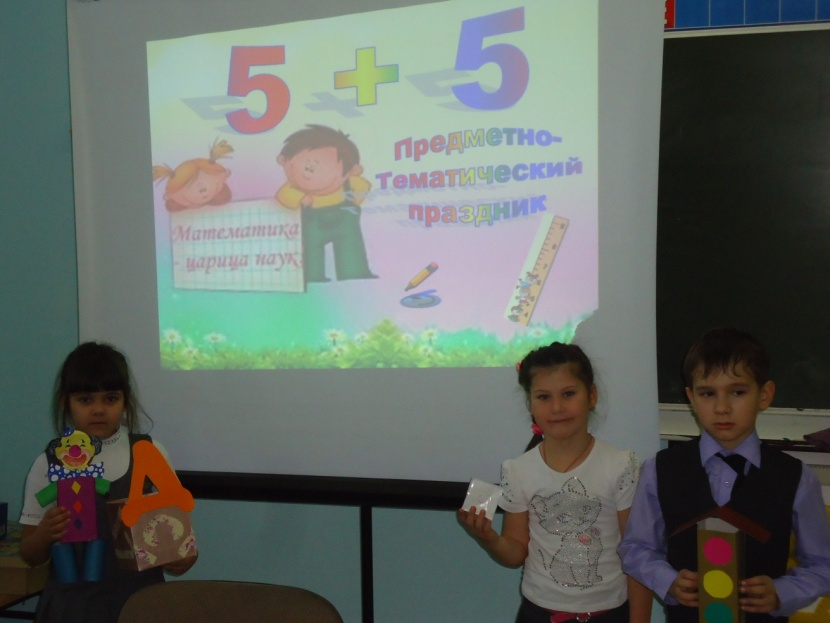 5 + 5
Предметно-
Тематический
праздник
Математика
- царица наук.
Д